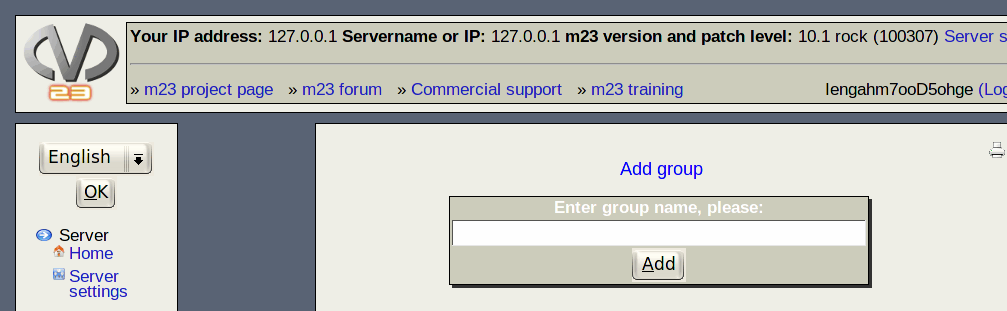 Your IP address: 127.0.0.1 Servername or IP: 127.0.0.1 m23 version and patch level: 10.1 rock (100307) Server s
23
» m23 project page » m23 forum » Commercial support » m23 training Iengahm7ooD5ohge (Log
English
OK
Server
Home
Server
settings
Add group
Enter group name, please:
Add